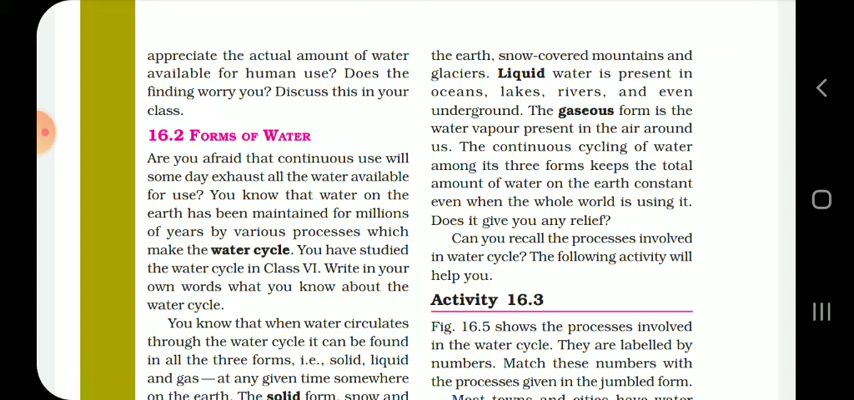 appreciate the actual amount of water
available for human use? Does the
finding worry you? Discuss this in your
class.
16.2 FORMS OF WATER
Are you afraid that continuous use will
some day exhaust all the water available
for use? You know that water on the
earth has been maintained for millions
of years by various processes which
make the water cycle. You have studied
the water cycle in Class VI. Write in your
own words what you know about the
water cycle.
You know that when water circulates
through the water cycle it can be found
in all the three forms, i.e., solid, liquid
and gas — at any given time somewhere
on the earth. The solid form, snow and
the earth, snow-covered mountains and
glaciers. Liquid water is present in
oceans, lakes, rivers, and even
underground. The gaseous form is the
water vapour present in the air around
us. The continuous cycling of water
among its three forms keeps the total
amount of water on the earth constant
even when the whole world is using it.
Does it give you any relief?
Can you recall the processes involved
in water cycle? The following activity will
help you.
Activity 16.3
Fig. 16.5 shows the processes involved
in the water cycle. They are labelled by
numbers. Match these numbers with
the processes given in the jumbled form.
Most towns and cities have water